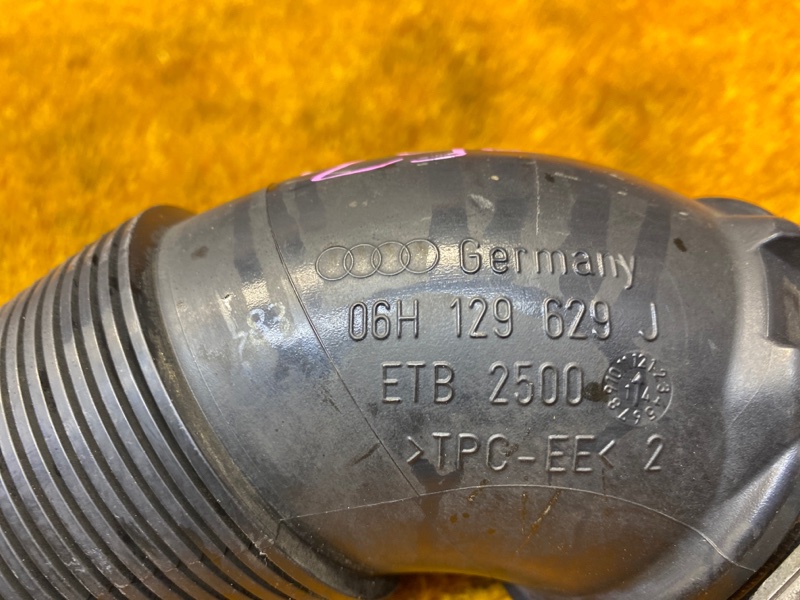 Germany
06H 129 629 J
ETB 2500
>TPC-EE< 2